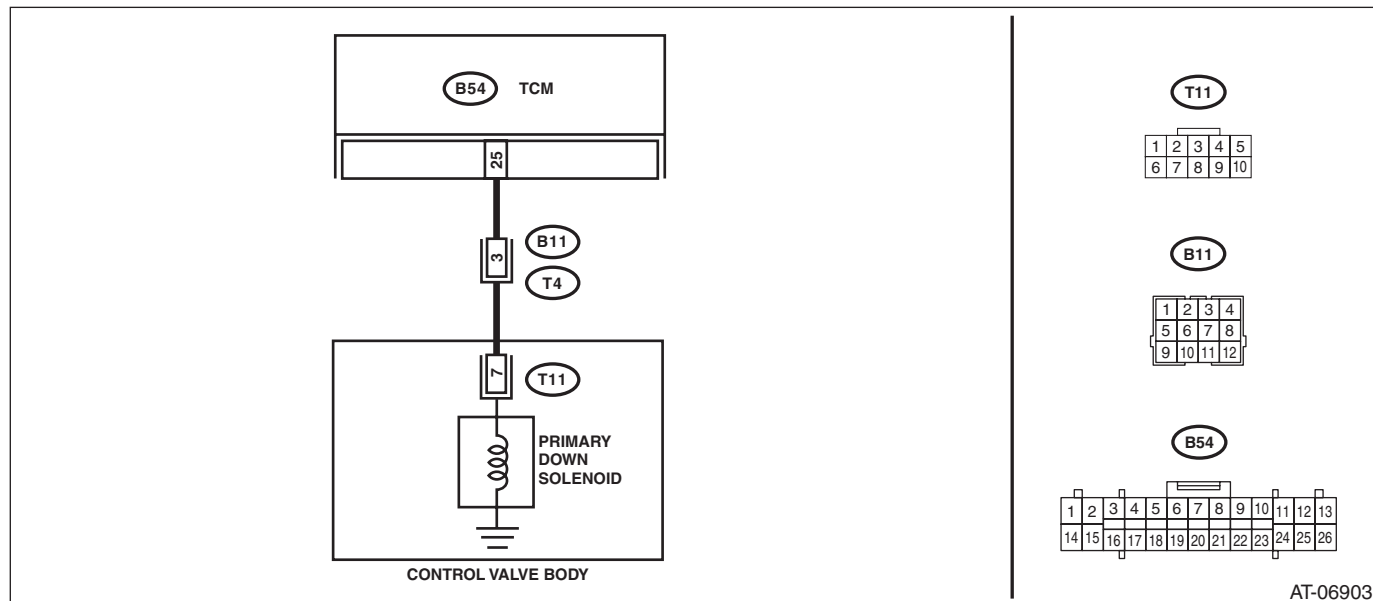 B54 TCM
25
3
B11
T4
7
T11
PRIMARY
DOWN
SOLENOID
CONTROL VALVE BODY
T11
1 2 3 4 5
6 7 8 9 10
B11
1 2 3 4
5 6 7 8
9 10 11 12
B54
1 2 3 4 5 6 7 8 9 10 11 12 13
14 15 16 17 18 19 20 21 22 23 24 25 26
AT-06903